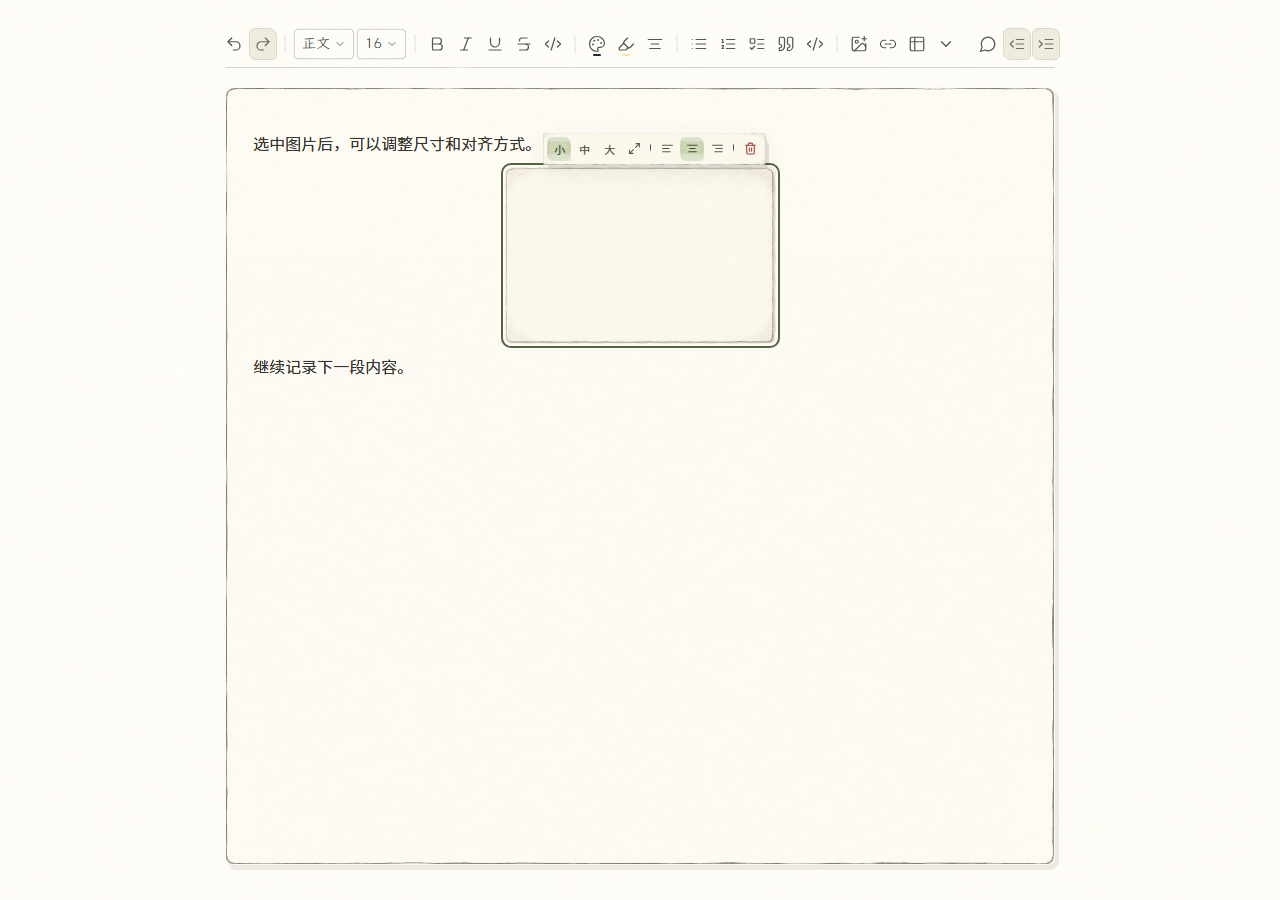 正文 16
选中图片后，可以调整尺寸和对齐方式。
小 中 大
继续记录下一段内容。